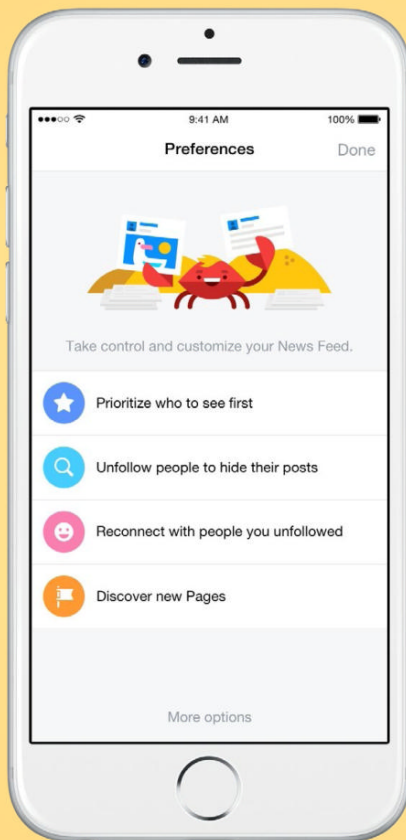 9:41 AM
100%
Preferences
Done
Take control and customize your News Feed.
Prioritize who to see first
Unfollow people to hide their posts
Reconnect with people you unfollowed
Discover new Pages
More options